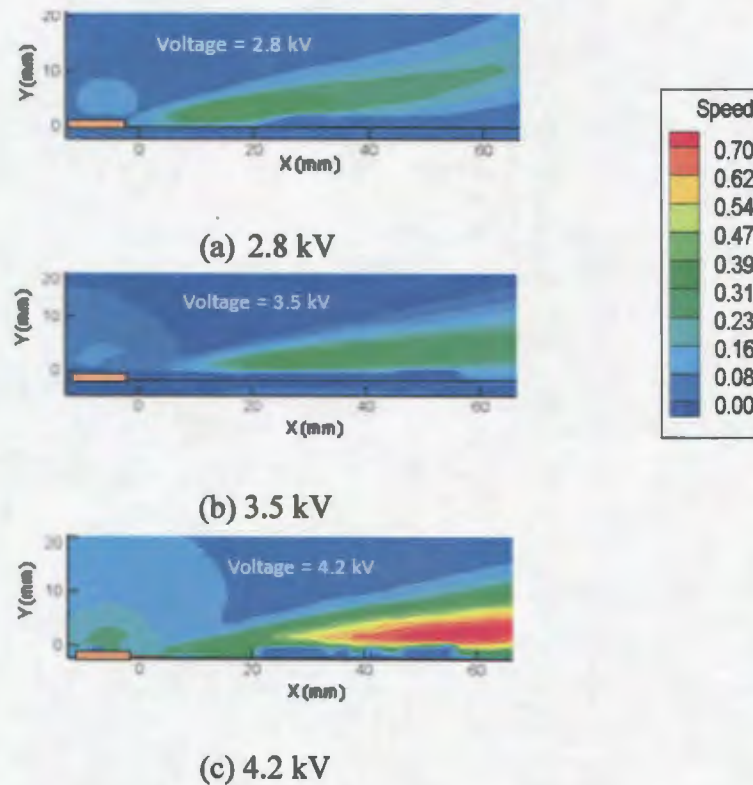 20
Voltage = 2.8 kV
Y(mm)
10
0
0
20
40
60
X(mm)
(a) 2.8 kV
Speed
0.70
0.62
0.54
0.47
0.39
0.31
0.23
0.16
0.08
0.00
20
Voltage = 3.5 kV
Y(mm)
10
0
0
20
40
60
X(mm)
(b) 3.5 kV
20
Voltage = 4.2 kV
Y(mm)
10
0
0
20
40
60
X(mm)
(c) 4.2 kV